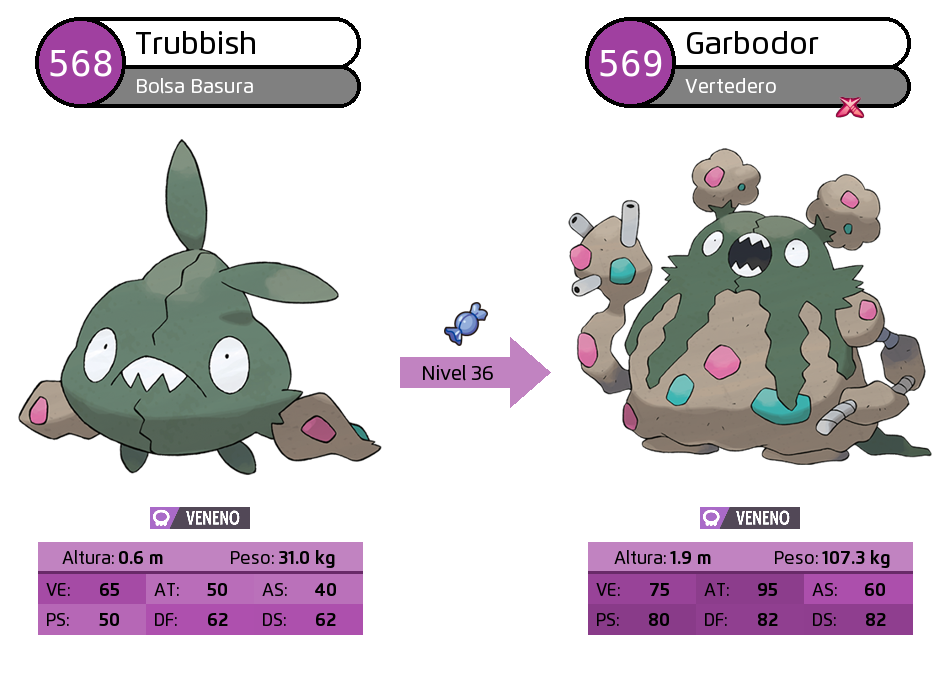 568
Trubbish
Bolsa Basura
569
Garbodor
Vertedero
Nivel 36
VENENO
Altura: 0.6 m Peso: 31.0 kg
VE: 65 AT: 50 AS: 40
PS: 50 DF: 62 DS: 62
VENENO
Altura: 1.9 m Peso: 107.3 kg
VE: 75 AT: 95 AS: 60
PS: 80 DF: 82 DS: 82